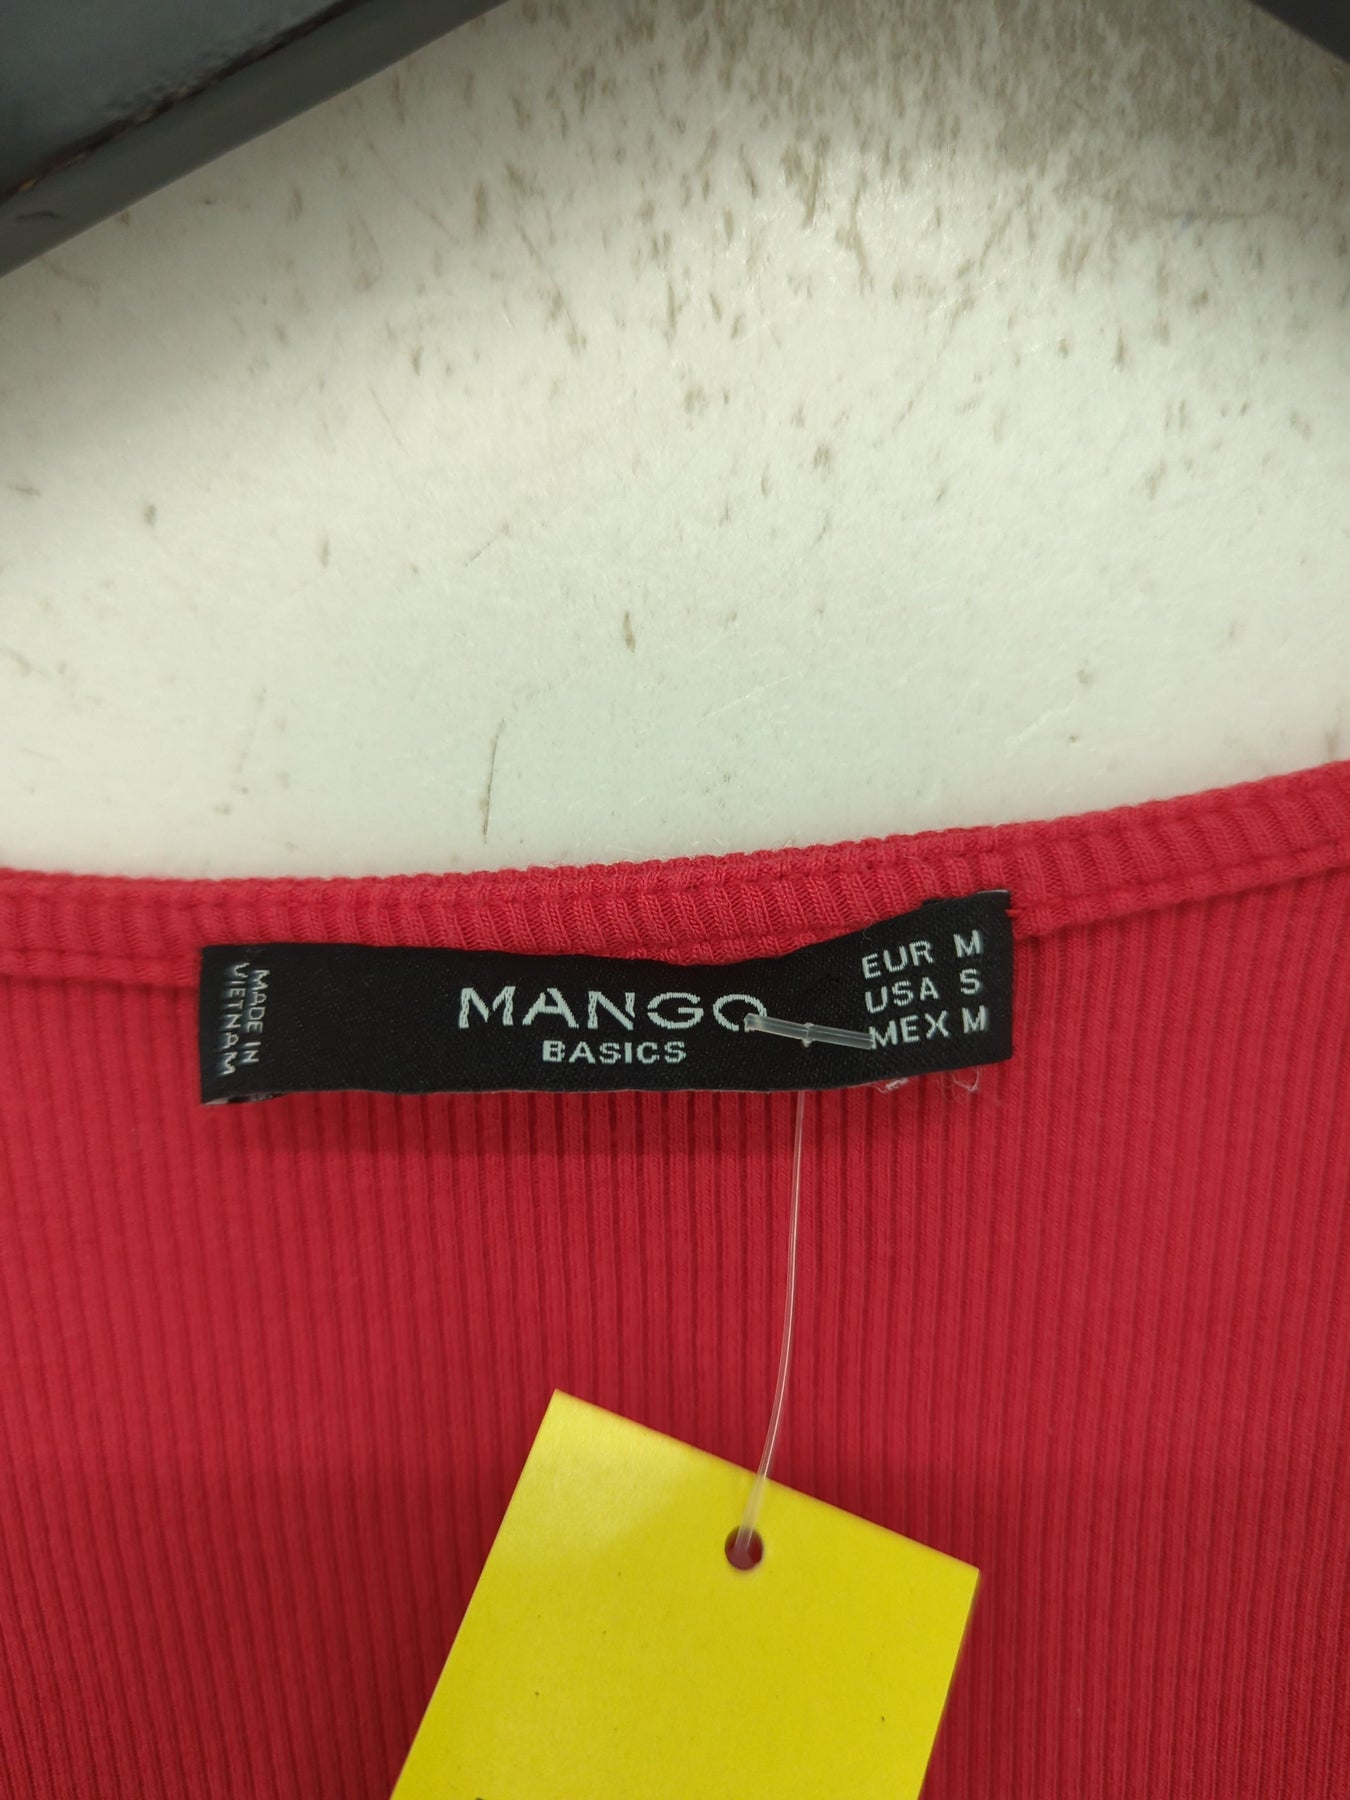 MADE IN
VIETNAM
MANGO
BASICS
EUR M
USA S
MEX M